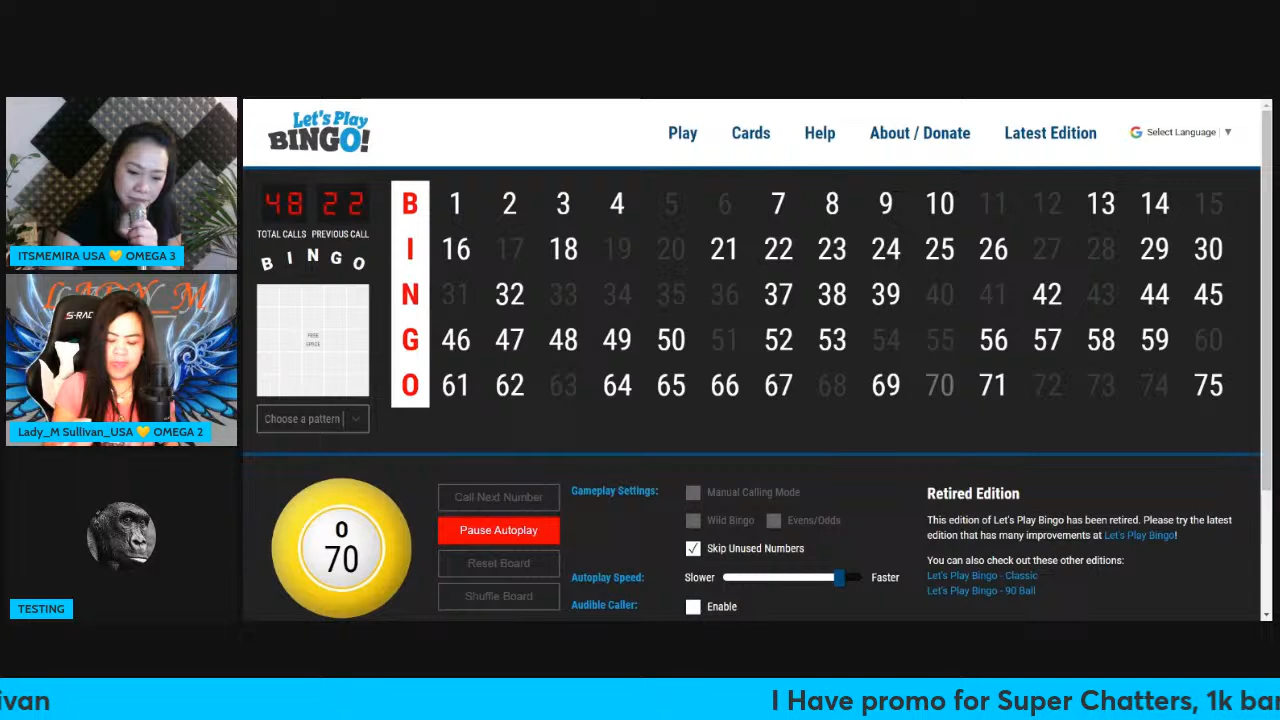 Let's Play
BINGO!
Play
Cards
Help
About / Donate
Latest Edition
Select Language
48 22
TOTAL CALLS PREVIOUS CALL
B I N G O
FREE
SPACE
Choose a pattern
B 1 2 3 4 5 6 7 8 9 10 11 12 13 14 15
I 16 17 18 19 20 21 22 23 24 25 26 27 28 29 30
N 31 32 33 34 35 36 37 38 39 40 41 42 43 44 45
G 46 47 48 49 50 51 52 53 54 55 56 57 58 59 60
O 61 62 63 64 65 66 67 68 69 70 71 72 73 74 75
LADY_M
ITSMEMIRA USA 💛 OMEGA 3
Lady_M Sullivan_USA 💛 OMEGA 2
TESTING
O
70
Call Next Number
Pause Autoplay
Reset Board
Shuffle Board
Gameplay Settings:
Manual Calling Mode
Wild Bingo
Evens/Odds
Skip Unused Numbers
Autoplay Speed:
Slower
Faster
Audible Caller:
Enable
Retired Edition
This edition of Let's Play Bingo has been retired. Please try the latest
edition that has many improvements at Let's Play Bingo!
You can also check out these other editions:
Let's Play Bingo - Classic
Let's Play Bingo - 90 Ball
ivan
I Have promo for Super Chatters, 1k bar